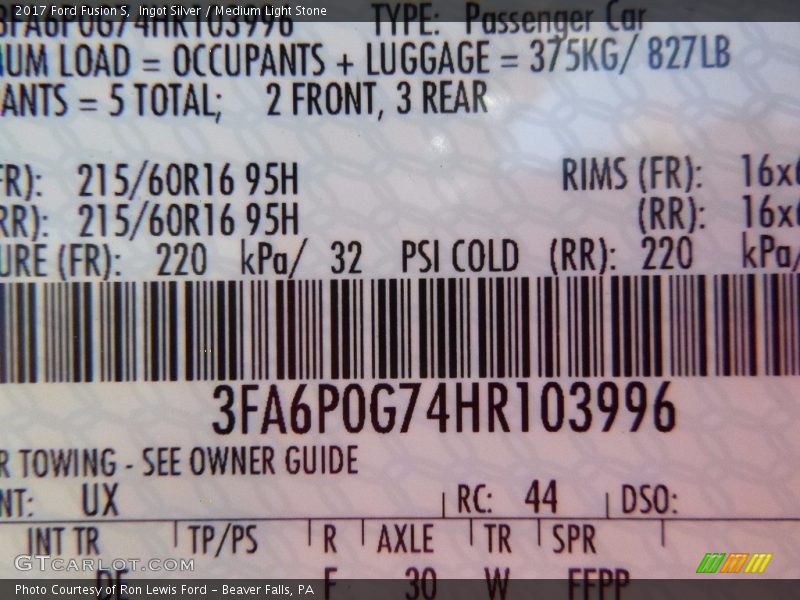 2017 Ford Fusion S,  Ingot Silver / Medium Light Stone
3FA6P0G74HR103996 TYPE: Passenger Car
UM LOAD = OCCUPANTS + LUGGAGE = 375KG/ 827LB
ANTS = 5 TOTAL; 2 FRONT, 3 REAR
FR): 215/60R16 95H RIMS (FR): 16x6
RR): 215/60R16 95H (RR): 16x6
URE (FR): 220 kPa/ 32 PSI COLD (RR): 220 kPa/
3FA6P0G74HR103996
R TOWING - SEE OWNER GUIDE
NT: UX RC: 44 DSO:
INT TR TP/PS R AXLE TR SPR
GTCARLOT.COM
30 W
Photo Courtesy of Ron Lewis Ford - Beaver Falls, PA